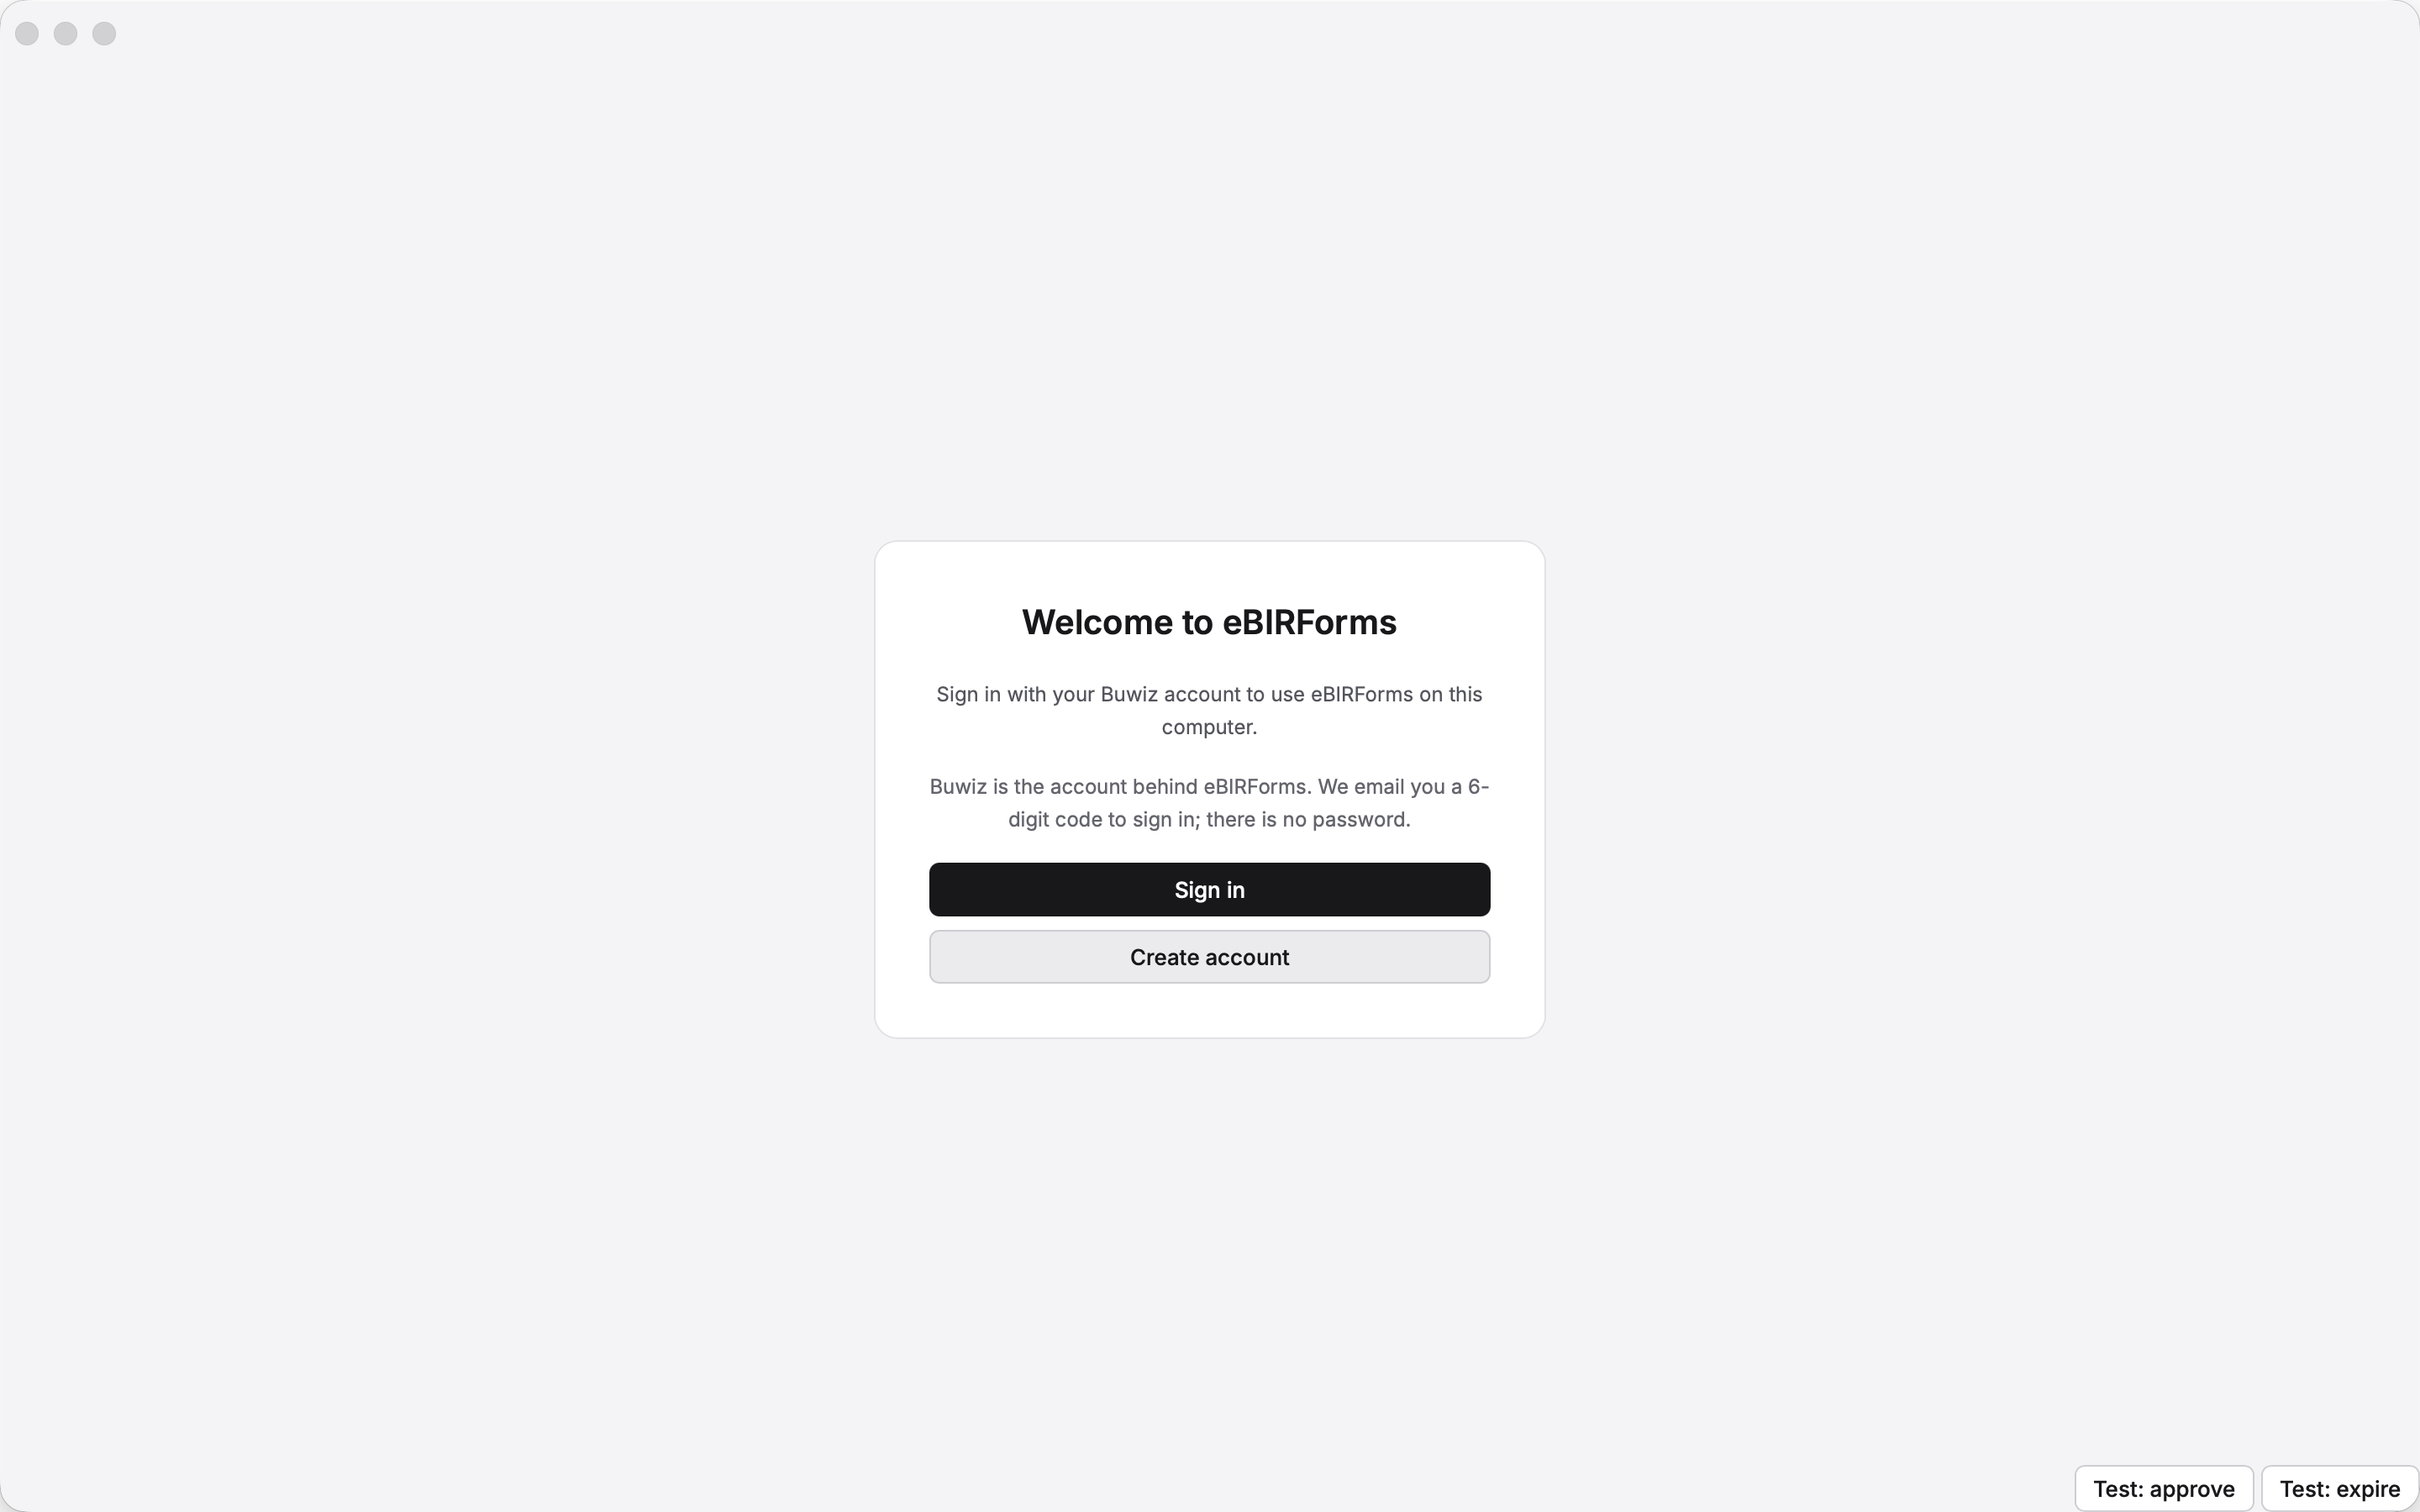 Welcome to eBIRForms
Sign in with your Buwiz account to use eBIRForms on this
computer.
Buwiz is the account behind eBIRForms. We email you a 6-
digit code to sign in; there is no password.
Sign in
Create account
Test: approve
Test: expire